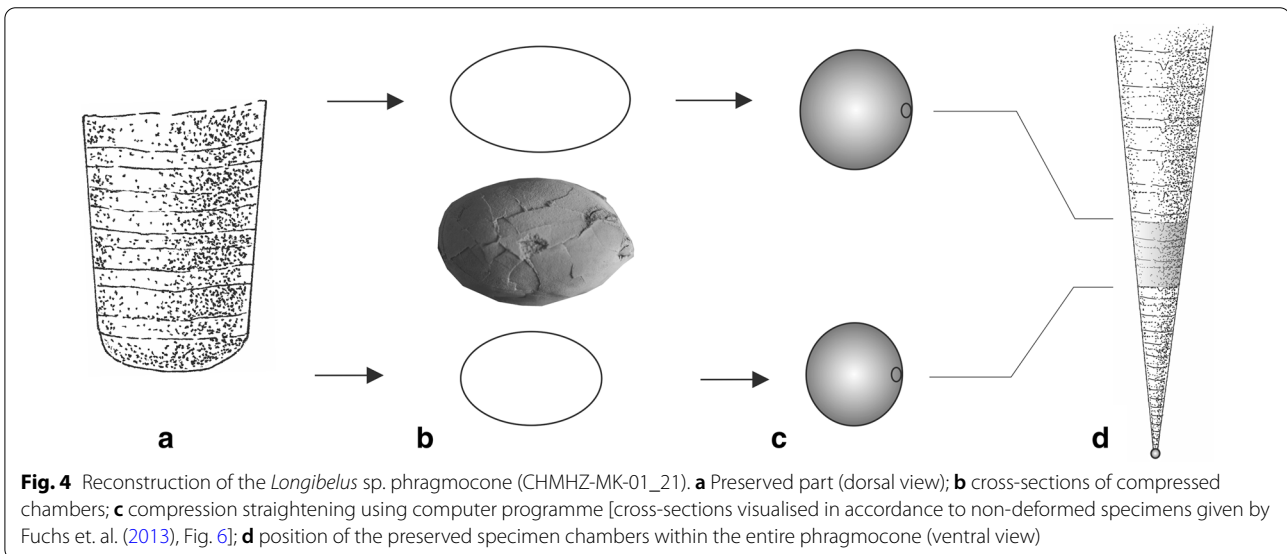 a b c d
Fig. 4 Reconstruction of the Longibelus sp. phragmocone (CHMHZ-MK-01_21). a Preserved part (dorsal view); b cross-sections of compressed
chambers; c compression straightening using computer programme [cross-sections visualised in accordance to non-deformed specimens given by
Fuchs et. al. (2013), Fig. 6]; d position of the preserved specimen chambers within the entire phragmocone (ventral view)